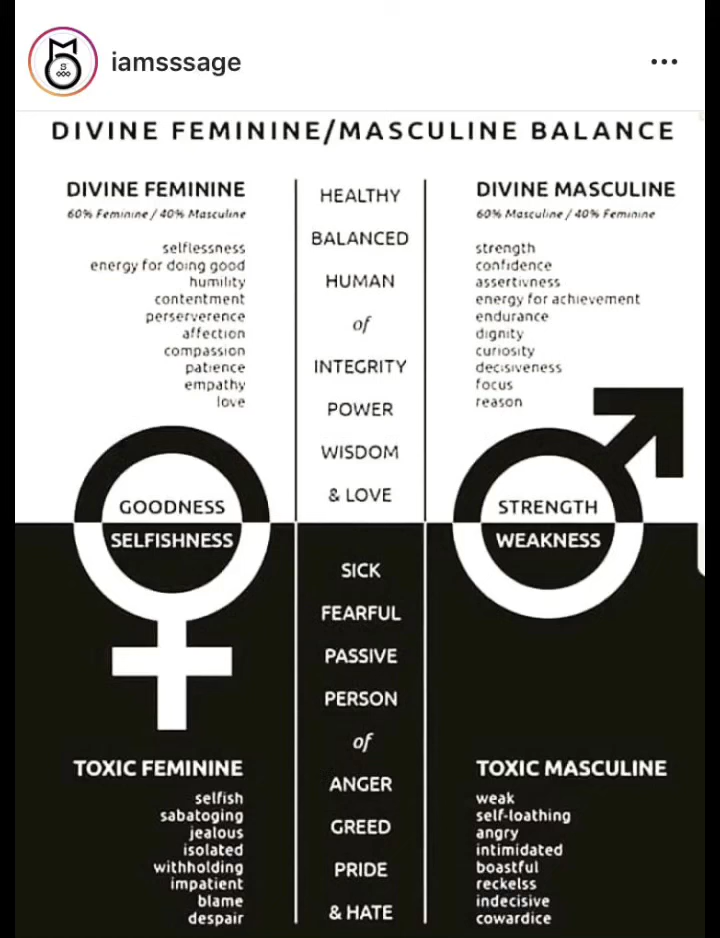 iamsssage
DIVINE FEMININE/MASCULINE BALANCE
DIVINE FEMININE
60% Feminine / 40% Masculine
selflessness
energy for doing good
humility
contentment
perserverence
affection
compassion
patience
empathy
love
GOODNESS
SELFISHNESS
TOXIC FEMININE
selfish
sabatoging
jealous
isolated
withholding
impatient
blame
despair
HEALTHY
BALANCED
HUMAN
of
INTEGRITY
POWER
WISDOM
& LOVE
SICK
FEARFUL
PASSIVE
PERSON
of
ANGER
GREED
PRIDE
& HATE
DIVINE MASCULINE
60% Masculine / 40% Feminine
strength
confidence
assertivness
energy for achievement
endurance
dignity
curiosity
decisiveness
focus
reason
STRENGTH
WEAKNESS
TOXIC MASCULINE
weak
self-loathing
angry
intimidated
boastful
reckelss
indecisive
cowardice